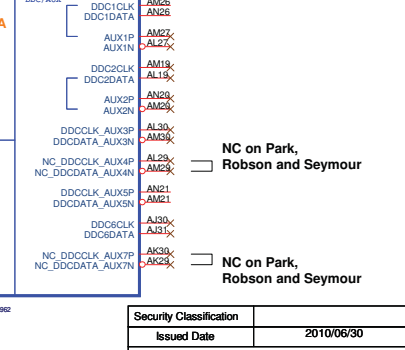 DDC1CLK AM26
DDC1DATA AN26
AUX1P AM27
AUX1N AL27
DDC2CLK AM19
DDC2DATA AL19
AUX2P AN20
AUX2N AM20
DDCCLK_AUX3P AL30
DDCDATA_AUX3N AM30
NC_DDCCLK_AUX4P AL29
NC_DDCDATA_AUX4N AM29
NC on Park,
Robson and Seymour
DDCCLK_AUX5P AN21
DDCDATA_AUX5N AM21
DDC6CLK AJ30
DDC6DATA AJ31
NC_DDCCLK_AUX7P AK30
NC_DDCDATA_AUX7N AK29
NC on Park,
Robson and Seymour
962
Security Classification
Issued Date 2010/06/30